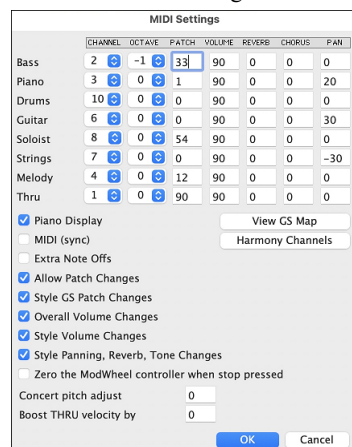 MIDI Settings
CHANNEL OCTAVE PATCH VOLUME REVERB CHORUS PAN
Bass 2 -1 33 90 0 0 0
Piano 3 0 1 90 0 0 20
Drums 10 0 0 90 0 0 0
Guitar 6 0 0 90 0 0 30
Soloist 8 0 54 90 0 0 0
Strings 7 0 0 90 0 0 -30
Melody 4 0 12 90 0 0 0
Thru 1 0 90 90 0 0 0
Piano Display View GS Map
MIDI (sync) Harmony Channels
Extra Note Offs
Allow Patch Changes
Style GS Patch Changes
Overall Volume Changes
Style Volume Changes
Style Panning, Reverb, Tone Changes
Zero the ModWheel controller when stop pressed
Concert pitch adjust 0
Boost THRU velocity by 0
OK Cancel